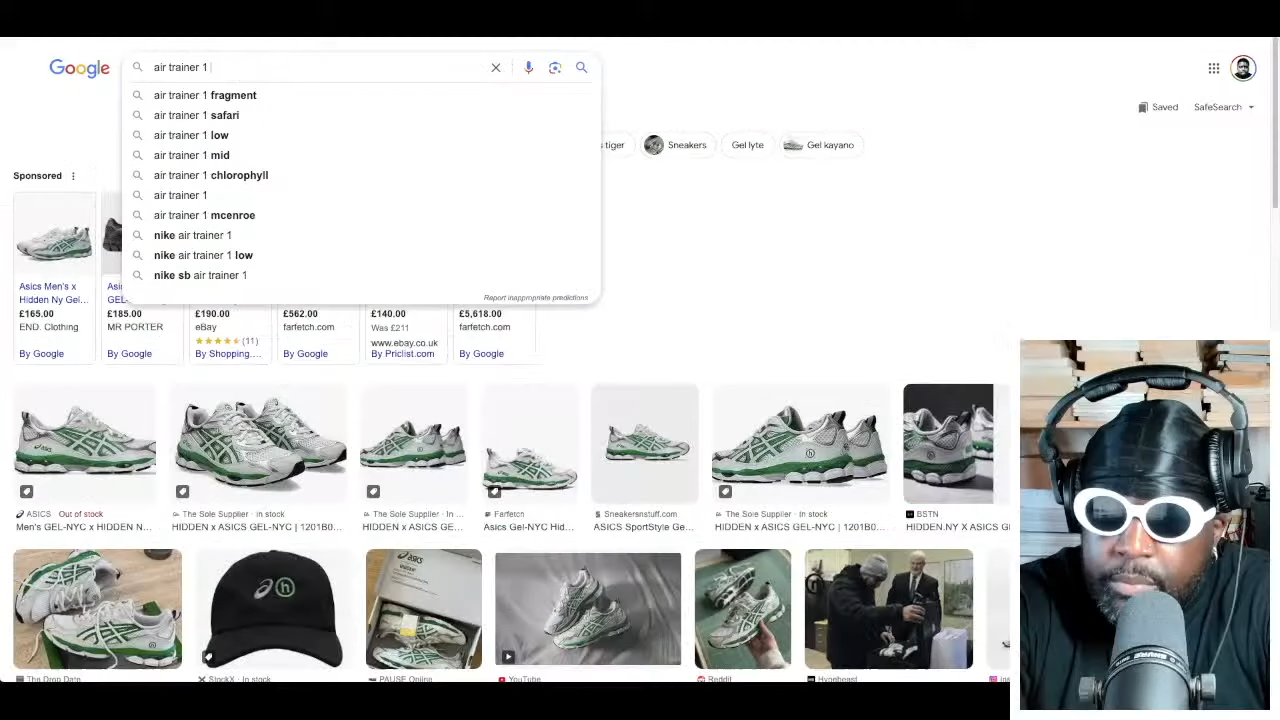 Google
air trainer 1
air trainer 1 fragment
air trainer 1 safari
air trainer 1 low
air trainer 1 mid
air trainer 1 chlorophyll
air trainer 1
air trainer 1 mcenroe
nike air trainer 1
nike air trainer 1 low
nike sb air trainer 1
Report inappropriate predictions
Saved
SafeSearch
tiger
Sneakers
Gel lyte
Gel kayano
Sponsored
Asics Men's x
Hidden Ny Gel...
£165.00
END. Clothing
By Google
£185.00
MR PORTER
By Google
£190.00
eBay
(11)
By Shopping....
£562.00
farfetch.com
By Google
£140.00
Was £211
www.ebay.co.uk
By Priclist.com
£5,618.00
farfetch.com
By Google
ASICS · Out of stock
Men's GEL-NYC x HIDDEN N...
The Sole Supplier · In stock
HIDDEN x ASICS GEL-NYC | 1201B0...
The Sole Supplier · In ...
HIDDEN x ASICS GE...
Farfetch
Asics Gel-NYC Hid...
Sneakersnstuff.com
ASICS SportStyle Ge...
The Sole Supplier · In stock
HIDDEN x ASICS GEL-NYC | 1201B0...
BSTN
HIDDEN.NY X ASICS G
asics
h
The Drop Date
StockX · In stock
PAUSE Online
YouTube
Reddit
Hypebeast
SHURE